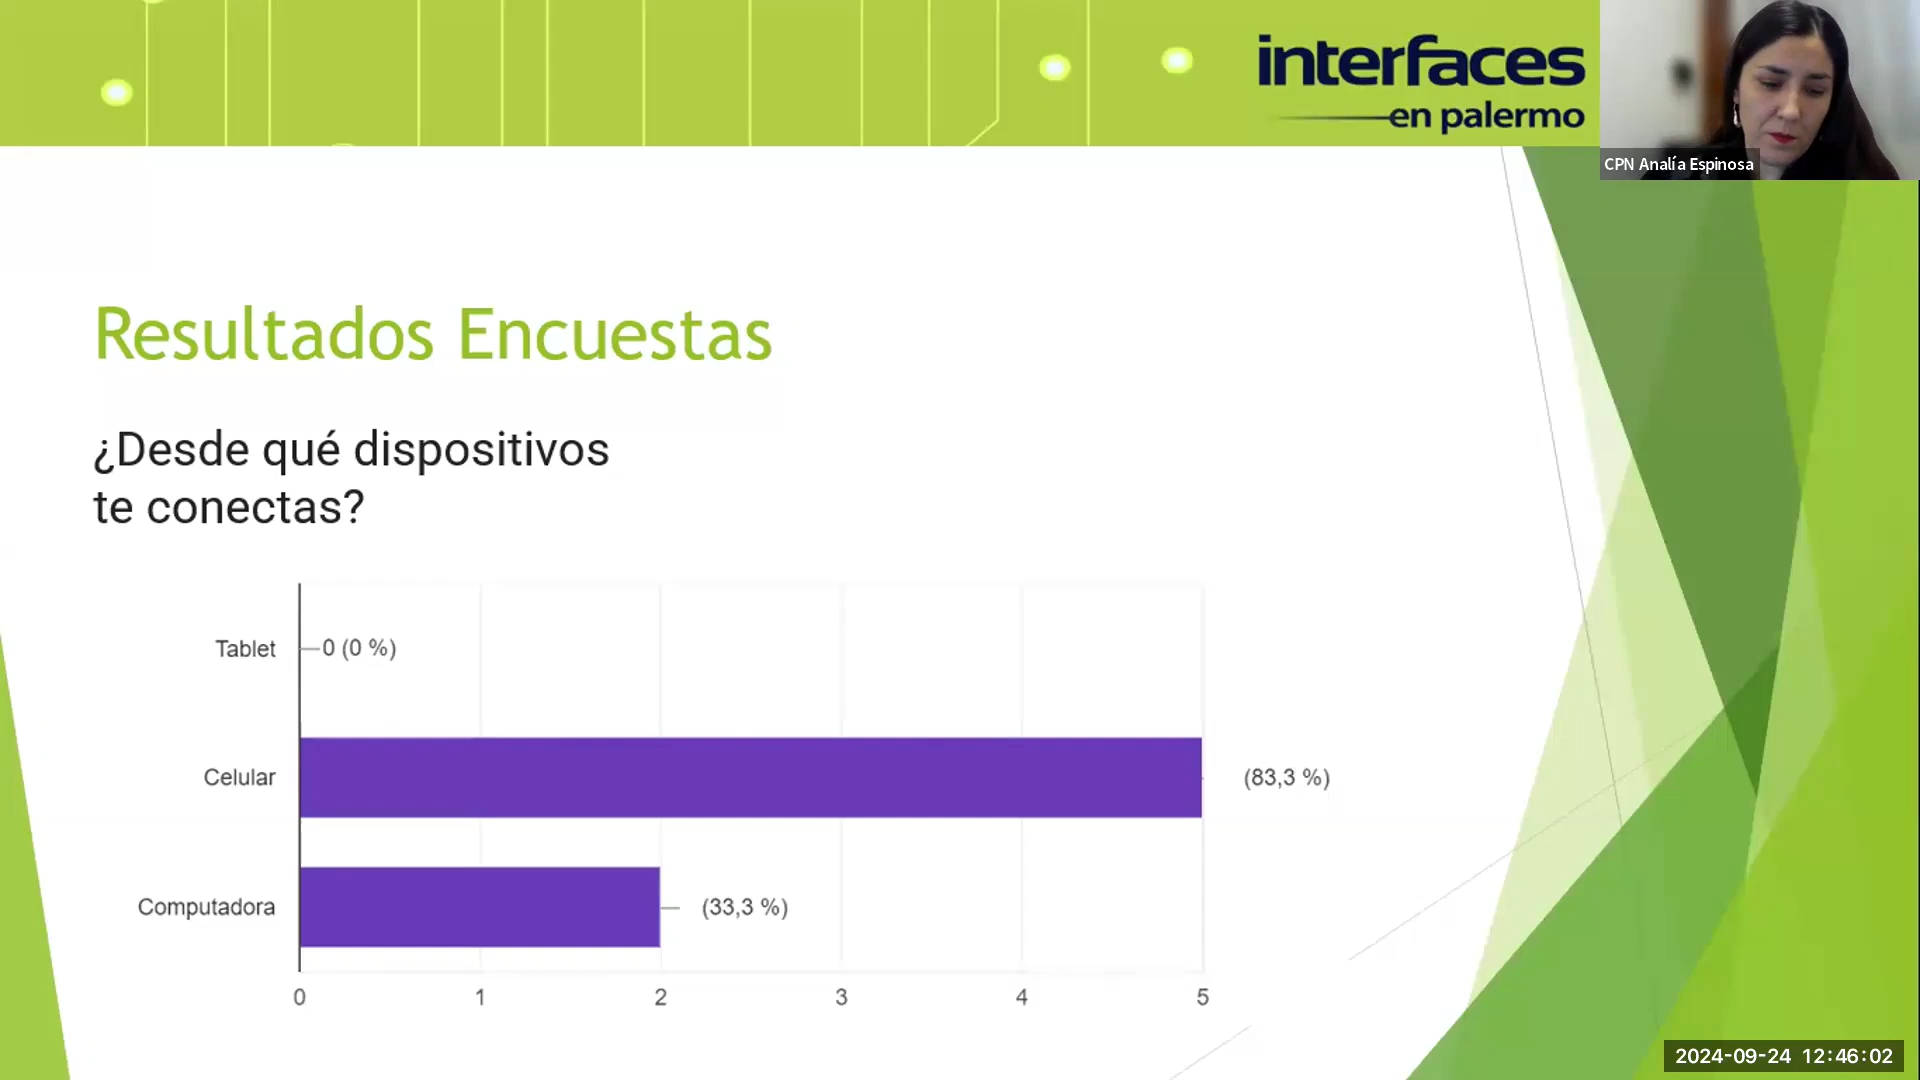 interfaces
en palermo
CPN Analía Espinosa
Resultados Encuestas
¿Desde qué dispositivos
te conectas?
Tablet 0 (0 %)
Celular (83,3 %)
Computadora (33,3 %)
0 1 2 3 4 5
2024-09-24 12:46:02